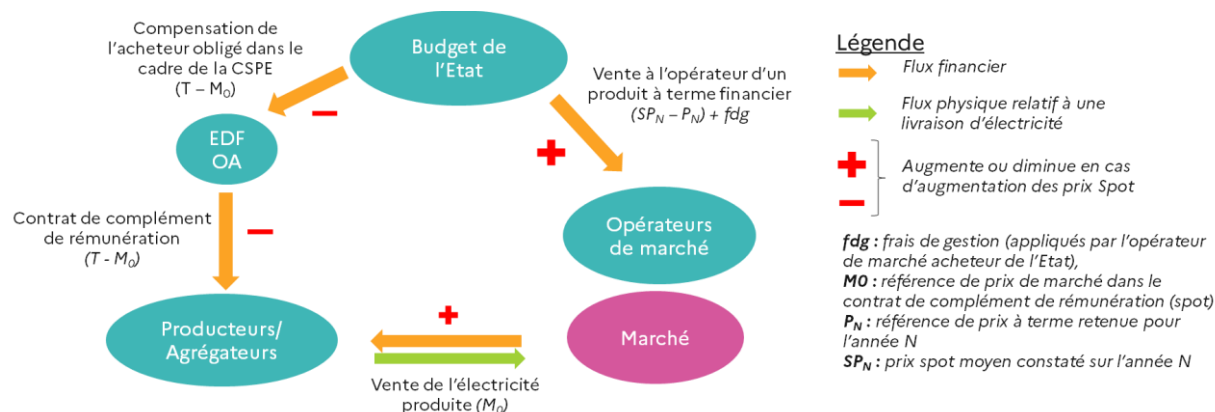 Compensation de
l'acheteur obligé dans le
cadre de la CSPE
(T – M0)
Budget de
l'Etat
Vente à l'opérateur d'un
produit à terme financier
(SPN – PN) + fdg
EDF
OA
Contrat de complément
de rémunération
(T - M0)
Opérateurs
de marché
Producteurs/
Agrégateurs
Marché
Vente de l'électricité
produite (M0)
Légende
Flux financier
Flux physique relatif à une
livraison d'électricité
Augmente ou diminue en cas
d'augmentation des prix Spot
fdg : frais de gestion (appliqués par l'opérateur
de marché acheteur de l'Etat),
M0 : référence de prix de marché dans le
contrat de complément de rémunération (spot)
PN : référence de prix à terme retenue pour
l'année N
SPN : prix spot moyen constaté sur l'année N